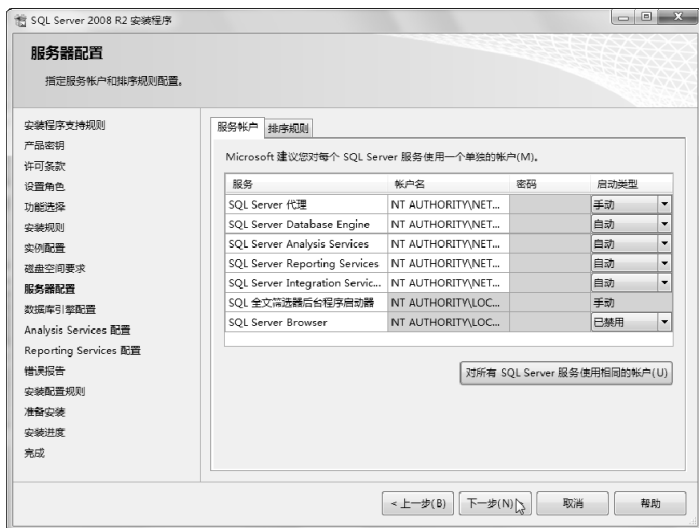 SQL Server 2008 R2 安装程序
服务器配置
指定服务帐户和排序规则配置。
安装程序支持规则
产品密钥
许可条款
设置角色
功能选择
安装规则
实例配置
磁盘空间要求
服务器配置
数据库引擎配置
Analysis Services 配置
Reporting Services 配置
错误报告
安装配置规则
准备安装
安装进度
完成
服务帐户 排序规则
Microsoft 建议您对每个 SQL Server 服务使用一个单独的帐户(M)。
服务 帐户名 密码 启动类型
SQL Server 代理 NT AUTHORITY\NET... 手动
SQL Server Database Engine NT AUTHORITY\NET... 自动
SQL Server Analysis Services NT AUTHORITY\NET... 自动
SQL Server Reporting Services NT AUTHORITY\NET... 自动
SQL Server Integration Servic... NT AUTHORITY\NET... 自动
SQL 全文筛选器后台程序启动器 NT AUTHORITY\LOC... 手动
SQL Server Browser NT AUTHORITY\LOC... 已禁用
对所有 SQL Server 服务使用相同的帐户(U)
< 上一步(B) 下一步(N) > 取消 帮助